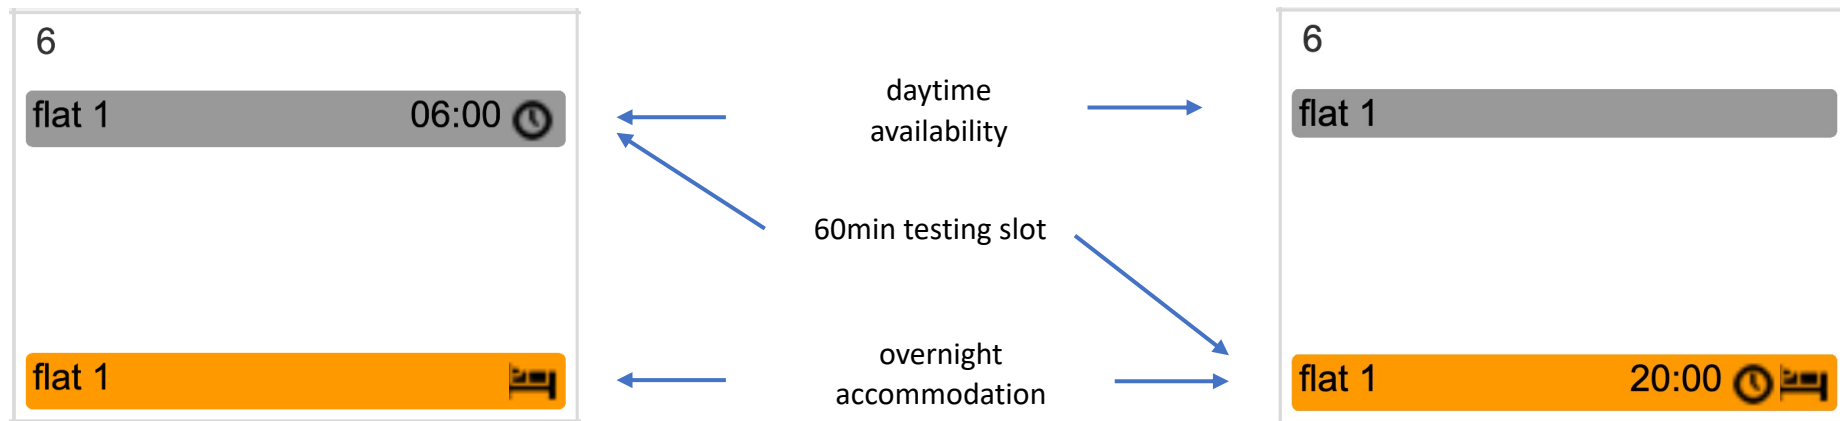 6
flat 1 06:00
flat 1
daytime
availability
60min testing slot
overnight
accommodation
6
flat 1
flat 1 20:00